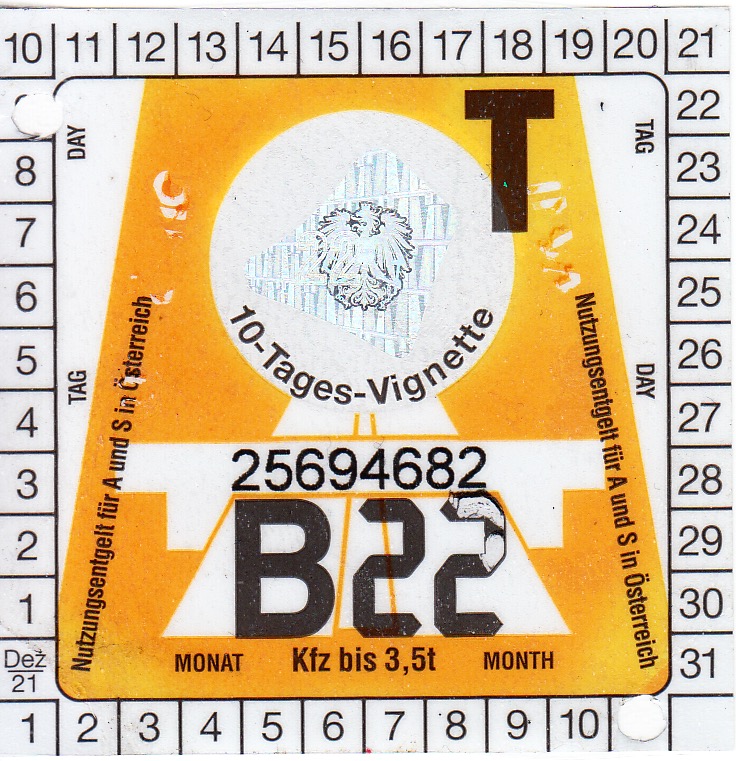 10 11 12 13 14 15 16 17 18 19 20 21
DAY
T
TAG
22
8
23
7
24
6
25
5
26
4
27
3
28
2
29
1
30
Dez
21
31
TAG
DAY
10-Tages-Vignette
Nutzungsentgelt für A und S in Österreich
Nutzungsentgelt für A und S in Österreich
25694682
B22
MONAT Kfz bis 3,5t MONTH
1 2 3 4 5 6 7 8 9 10